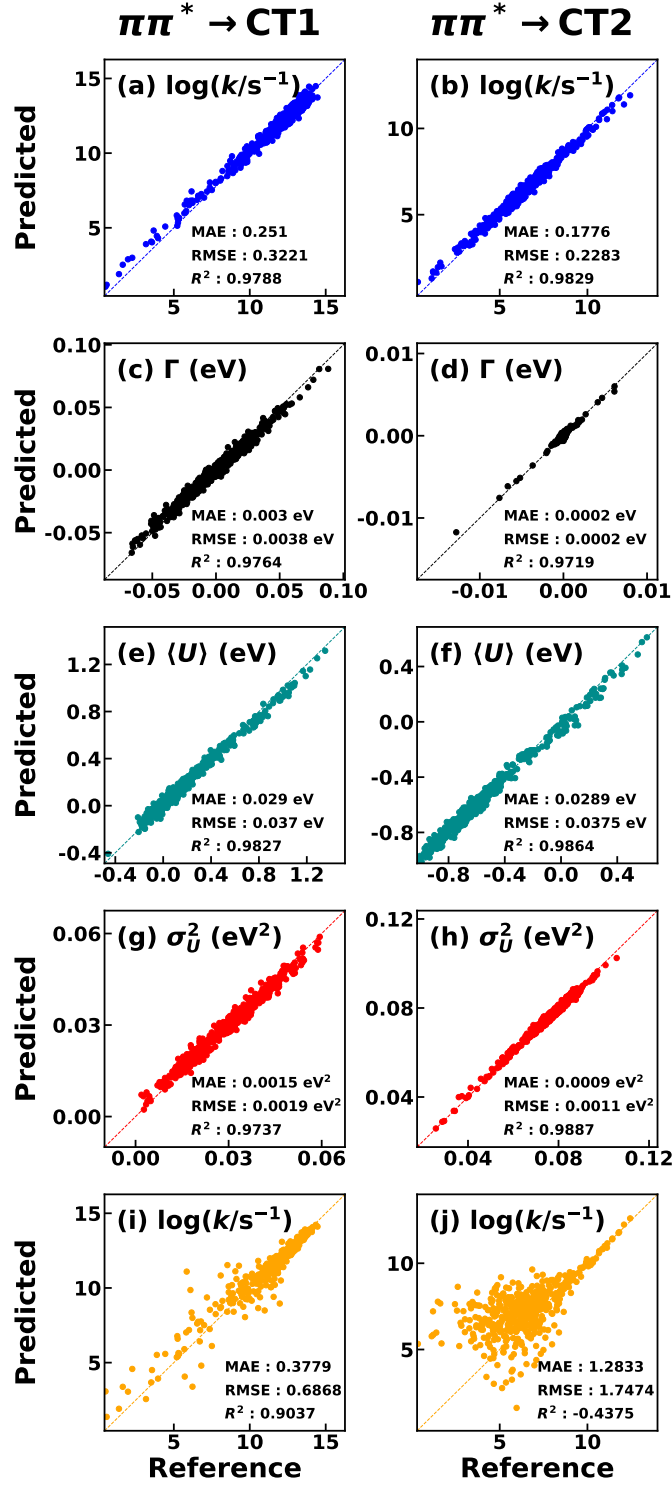 ππ* → CT1
ππ* → CT2
(a) log(k/s⁻¹)
Predicted
15
10
5
MAE : 0.251
RMSE : 0.3221
R² : 0.9788
5
10
15
(b) log(k/s⁻¹)
10
5
MAE : 0.1776
RMSE : 0.2283
R² : 0.9829
5
10
(c) Γ (eV)
Predicted
0.10
0.05
0.00
-0.05
MAE : 0.003 eV
RMSE : 0.0038 eV
R² : 0.9764
-0.05
0.00
0.05
0.10
(d) Γ (eV)
0.01
0.00
-0.01
MAE : 0.0002 eV
RMSE : 0.0002 eV
R² : 0.9719
-0.01
0.00
0.01
(e) ⟨U⟩ (eV)
Predicted
1.2
0.8
0.4
0.0
-0.4
MAE : 0.029 eV
RMSE : 0.037 eV
R² : 0.9827
-0.4
0.0
0.4
0.8
1.2
(f) ⟨U⟩ (eV)
0.4
0.0
-0.4
-0.8
MAE : 0.0289 eV
RMSE : 0.0375 eV
R² : 0.9864
-0.8
-0.4
0.0
0.4
(g) σ²_U (eV²)
Predicted
0.06
0.03
0.00
MAE : 0.0015 eV²
RMSE : 0.0019 eV²
R² : 0.9737
0.00
0.03
0.06
(h) σ²_U (eV²)
0.12
0.08
0.04
MAE : 0.0009 eV²
RMSE : 0.0011 eV²
R² : 0.9887
0.04
0.08
0.12
(i) log(k/s⁻¹)
Predicted
15
10
5
MAE : 0.3779
RMSE : 0.6868
R² : 0.9037
5
10
15
Reference
(j) log(k/s⁻¹)
10
5
MAE : 1.2833
RMSE : 1.7474
R² : -0.4375
5
10
Reference